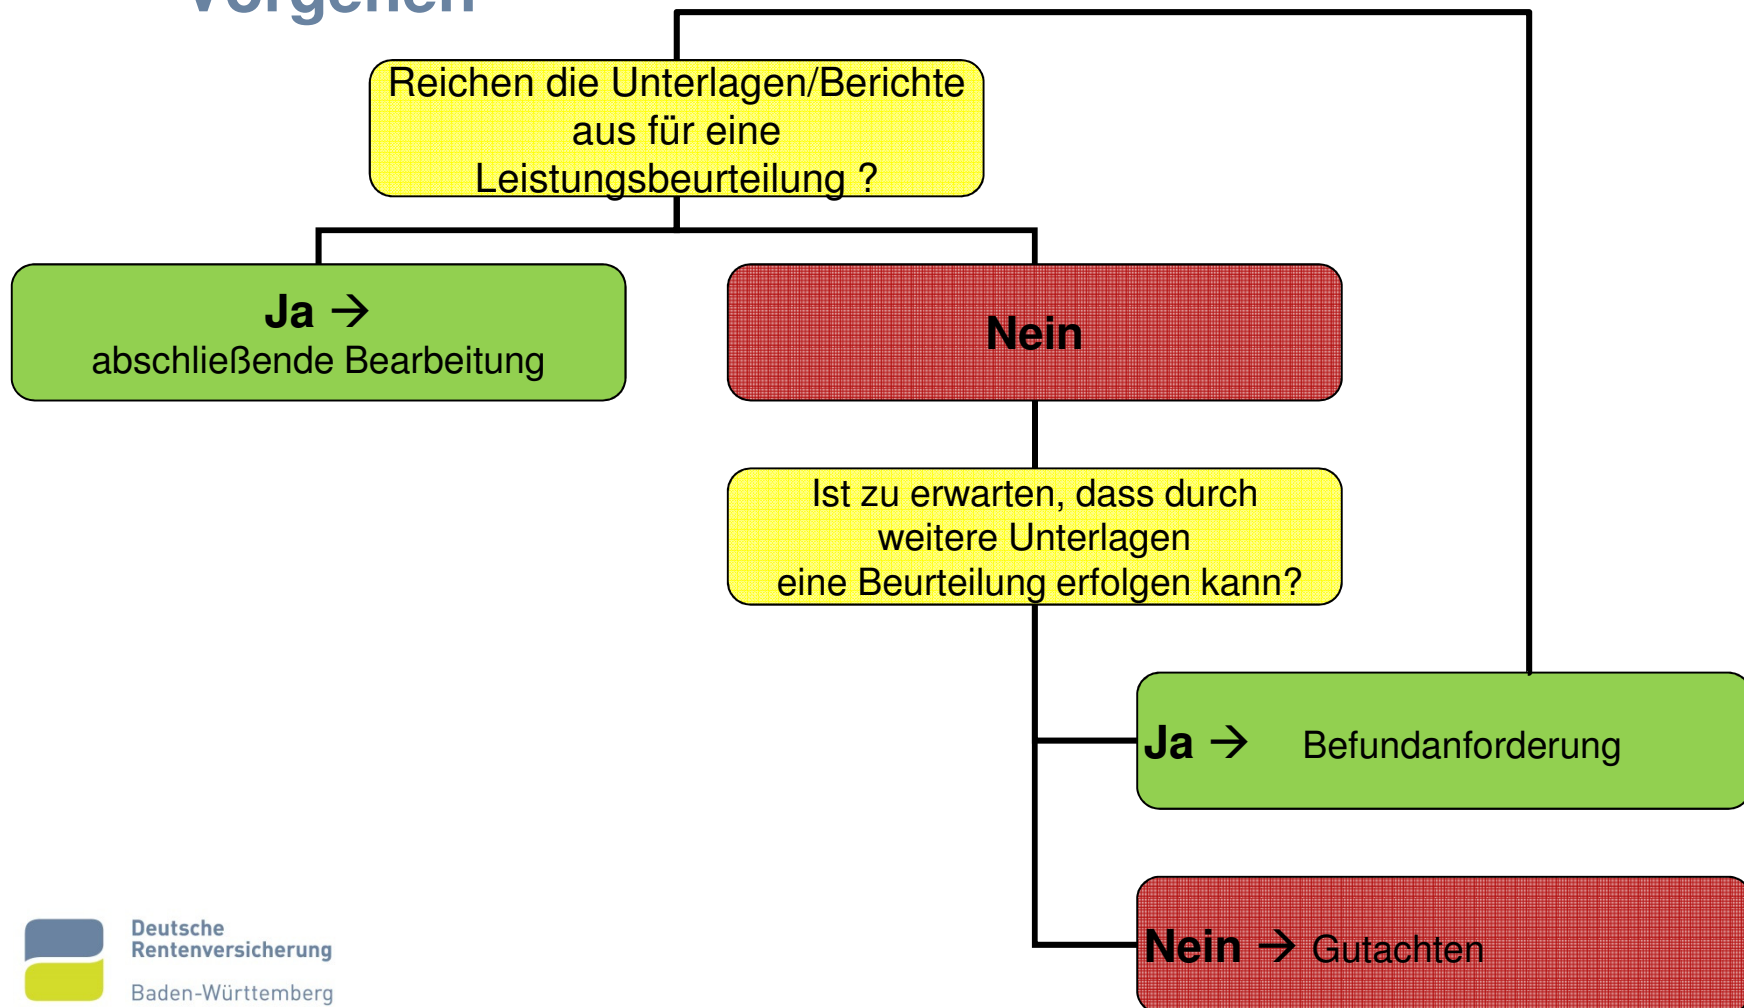 Vorgehen
Reichen die Unterlagen/Berichte
aus für eine
Leistungsbeurteilung ?
Ja →
abschließende Bearbeitung
Nein
Ist zu erwarten, dass durch
weitere Unterlagen
eine Beurteilung erfolgen kann?
Ja → Befundanforderung
Nein → Gutachten
Deutsche
Rentenversicherung
Baden-Württemberg